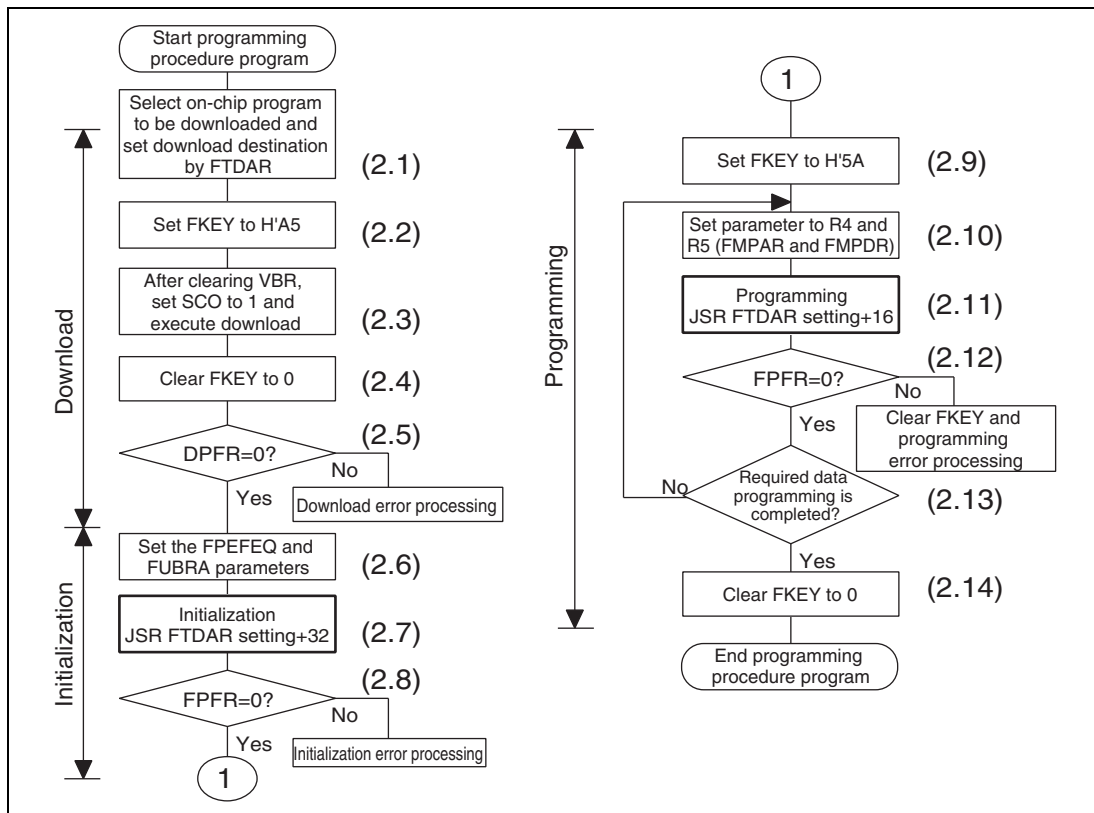 Start programming
procedure program
Select on-chip program
to be downloaded and
set download destination
by FTDAR
(2.1)
Set FKEY to H'A5
(2.2)
After clearing VBR,
set SCO to 1 and
execute download
(2.3)
Clear FKEY to 0
(2.4)
DPFR=0?
(2.5)
No
Yes
Download error processing
Download
Set the FPEFEQ and
FUBRA parameters
(2.6)
Initialization
JSR FTDAR setting+32
(2.7)
FPFR=0?
(2.8)
No
Yes
Initialization error processing
1
Initialization
1
Set FKEY to H'5A
(2.9)
Set parameter to R4 and
R5 (FMPAR and FMPDR)
(2.10)
Programming
JSR FTDAR setting+16
(2.11)
FPFR=0?
(2.12)
No
Yes
Clear FKEY and
programming
error processing
Required data
programming is
completed?
(2.13)
No
Yes
Clear FKEY to 0
(2.14)
End programming
procedure program
Programming